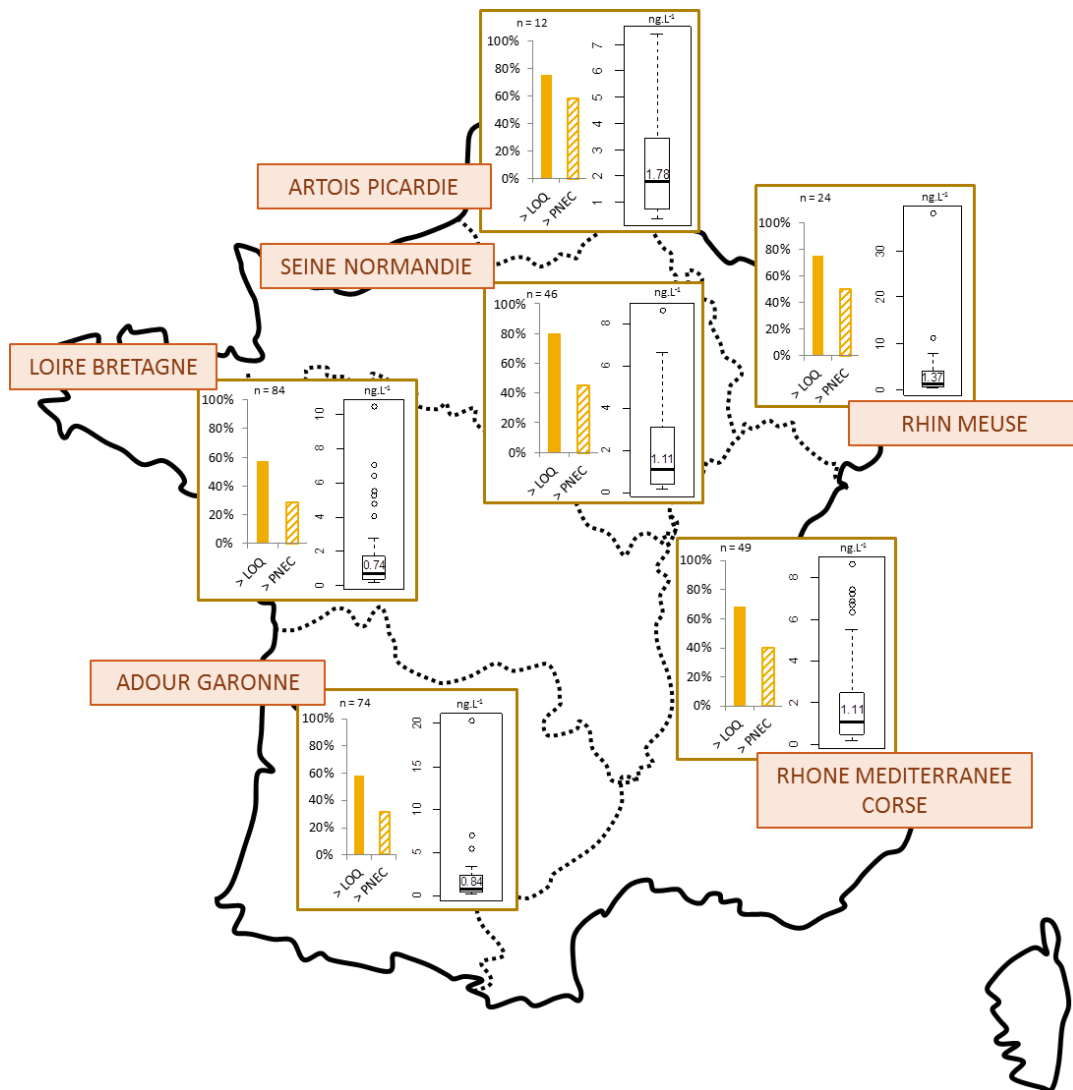 n = 12
ng.L⁻¹
100%
80%
60%
40%
20%
0%
> LOQ
> PNEC
7
6
5
4
3
2
1
1.78
ARTOIS PICARDIE
n = 24
ng.L⁻¹
100%
80%
60%
40%
20%
0%
> LOQ
> PNEC
30
20
10
0
1.37
RHIN MEUSE
SEINE NORMANDIE
n = 46
ng.L⁻¹
100%
80%
60%
40%
20%
0%
> LOQ
> PNEC
8
6
4
2
0
1.11
LOIRE BRETAGNE
n = 84
ng.L⁻¹
100%
80%
60%
40%
20%
0%
> LOQ
> PNEC
10
8
6
4
2
0
0.74
n = 49
ng.L⁻¹
100%
80%
60%
40%
20%
0%
> LOQ
> PNEC
8
6
4
2
0
1.11
RHONE MEDITERRANEE
CORSE
ADOUR GARONNE
n = 74
ng.L⁻¹
100%
80%
60%
40%
20%
0%
> LOQ
> PNEC
20
15
10
5
0
0.84